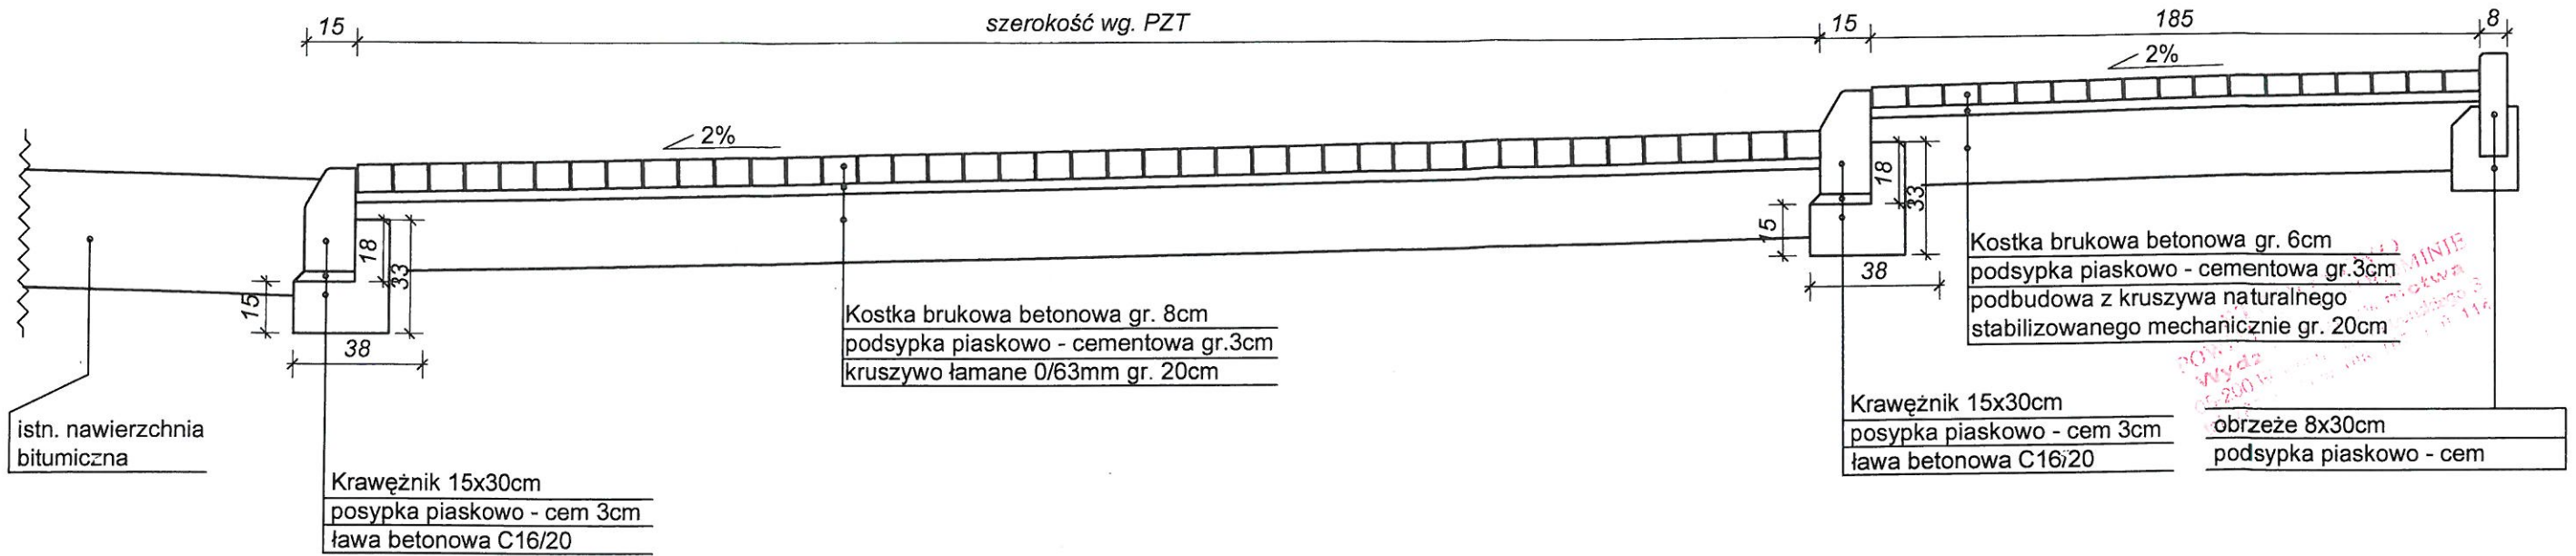 15
szerokość wg. PZT
15
185
8
2%
2%
18
33
15
38
18
33
15
38
Kostka brukowa betonowa gr. 8cm
podsypka piaskowo - cementowa gr.3cm
kruszywo łamane 0/63mm gr. 20cm
Kostka brukowa betonowa gr. 6cm
podsypka piaskowo - cementowa gr.3cm
podbudowa z kruszywa naturalnego
stabilizowanego mechanicznie gr. 20cm
istn. nawierzchnia
bitumiczna
Krawężnik 15x30cm
posypka piaskowo - cem 3cm
ława betonowa C16/20
Krawężnik 15x30cm
posypka piaskowo - cem 3cm
ława betonowa C16/20
obrzeże 8x30cm
podsypka piaskowo - cem